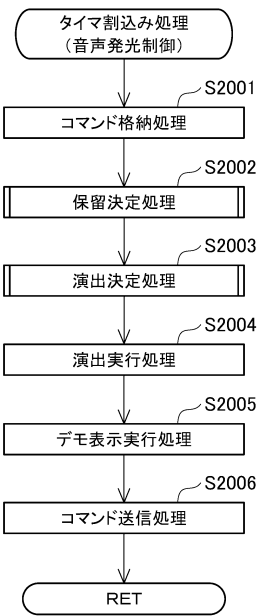 タイマ割込み処理
（音声発光制御）
S2001
コマンド格納処理
S2002
保留決定処理
S2003
演出決定処理
S2004
演出実行処理
S2005
デモ表示実行処理
S2006
コマンド送信処理
RET